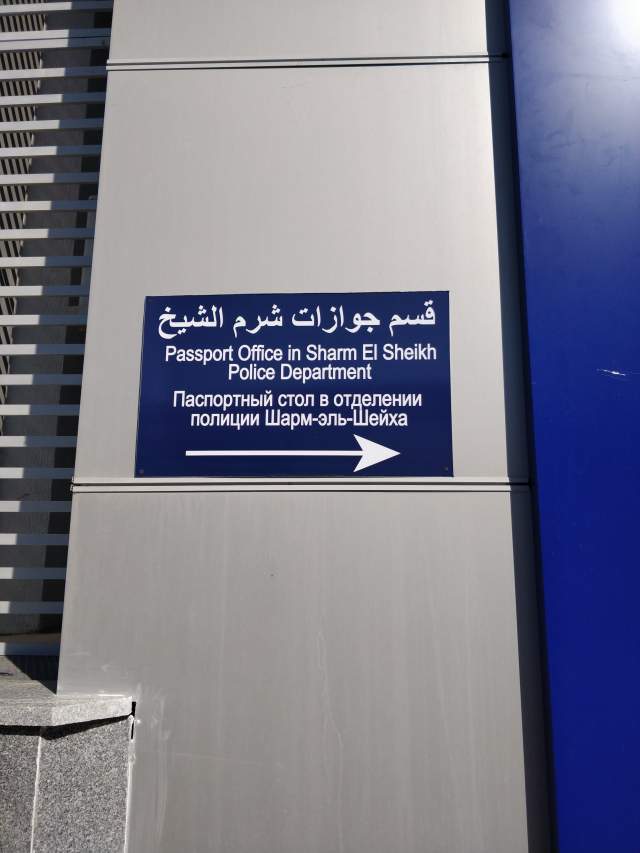 قسم جوازات شرم الشيخ
Passport Office in Sharm El Sheikh
Police Department
Паспортный стол в отделении
полиции Шарм-эль-Шейха